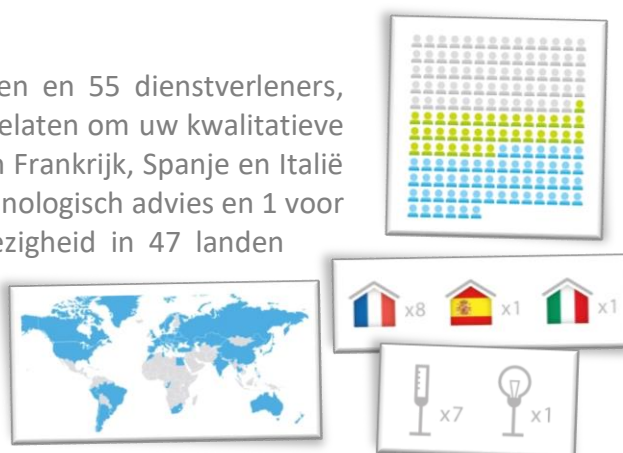 en en 55 dienstverleners,
elaten om uw kwalitatieve
n Frankrijk, Spanje en Italië
nologisch advies en 1 voor
ezigheid in 47 landen
x8 x1 x1
x7 x1